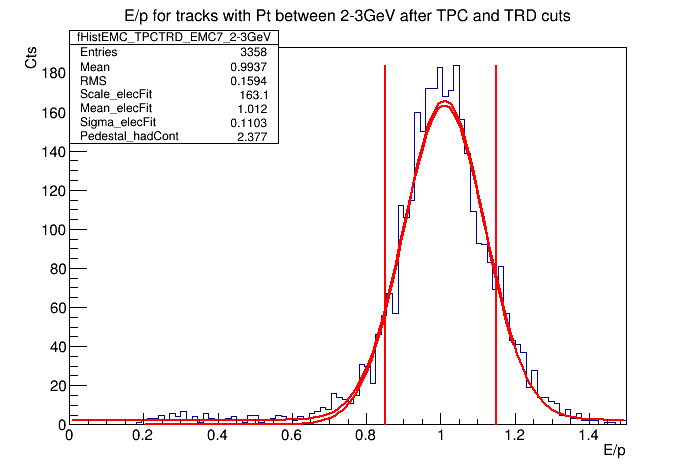 E/p for tracks with Pt between 2-3GeV after TPC and TRD cuts
fHistEMC_TPCTRD_EMC7_2-3GeV
Entries 3358
Mean 0.9937
RMS 0.1594
Scale_elecFit 163.1
Mean_elecFit 1.012
Sigma_elecFit 0.1103
Pedestal_hadCont 2.377
Cts
180
160
140
120
100
80
60
40
20
0
0 0.2 0.4 0.6 0.8 1 1.2 1.4
E/p